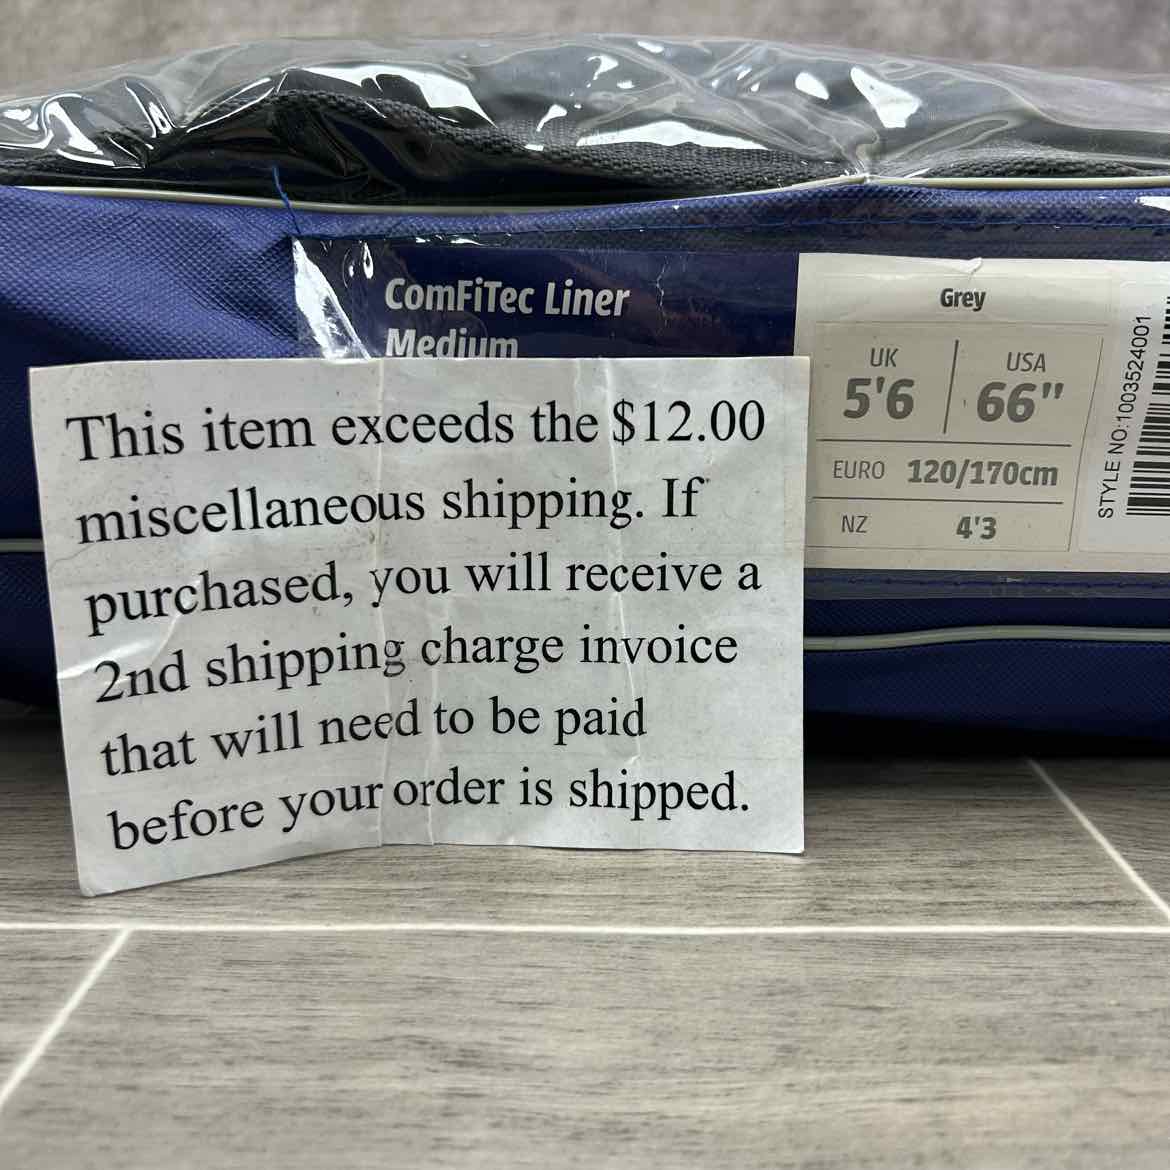 ComFiTec Liner
Medium
Grey
UK
5'6
USA
66"
EURO 120/170cm
NZ 4'3
STYLE NO:1003524001
This item exceeds the $12.00
miscellaneous shipping. If
purchased, you will receive a
2nd shipping charge invoice
that will need to be paid
before your order is shipped.